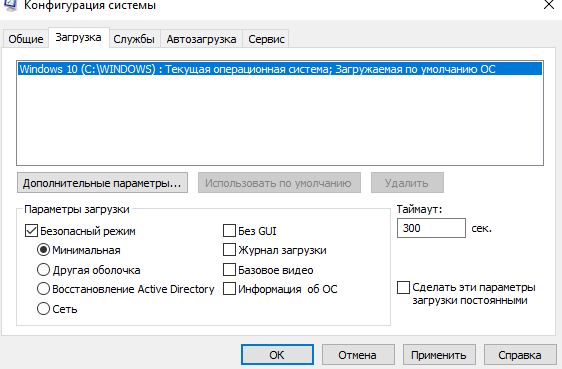 Конфигурация системы
Общие Загрузка Службы Автозагрузка Сервис
Windows 10 (C:\WINDOWS) : Текущая операционная система; Загружаемая по умолчанию ОС
Дополнительные параметры... Использовать по умолчанию Удалить
Параметры загрузки
Таймаут:
Безопасный режим Без GUI
300 сек.
Минимальная Журнал загрузки
Другая оболочка Базовое видео
Восстановление Active Directory Информация об ОС
Сеть
Сделать эти параметры
загрузки постоянными
ОК Отмена Применить Справка